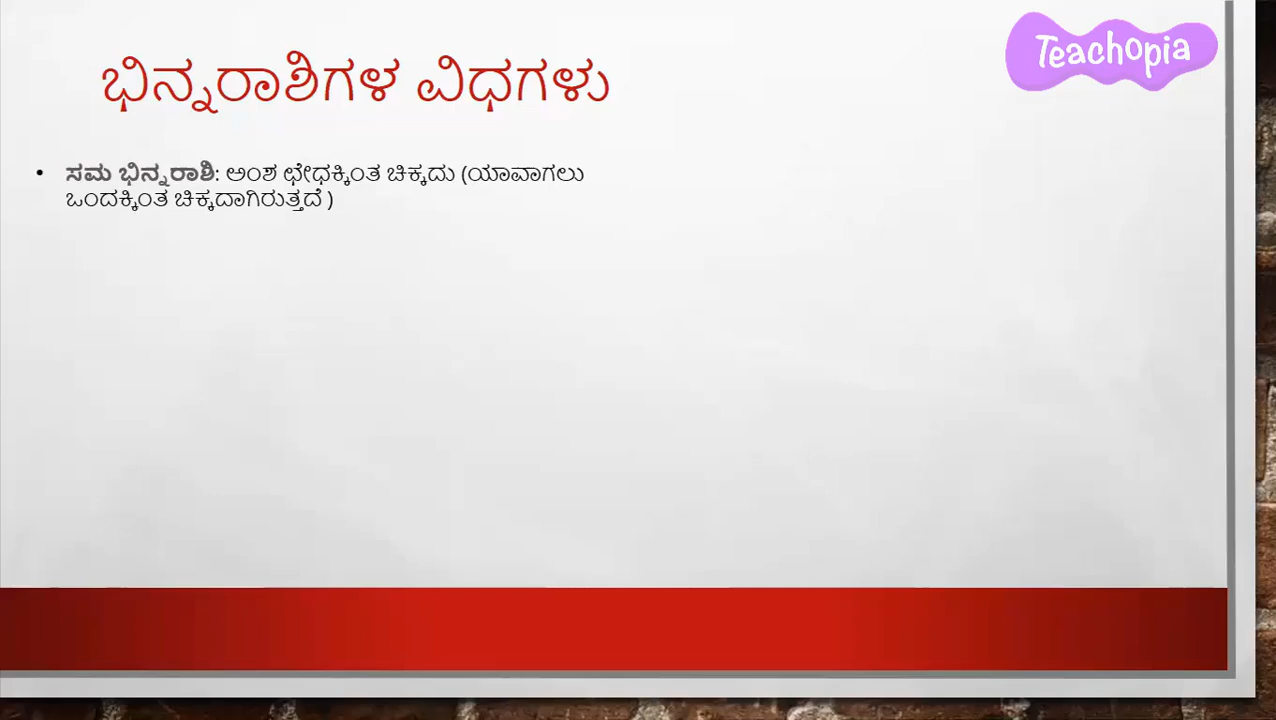 Teachopia
ಭಿನ್ನರಾಶಿಗಳ ವಿಧಗಳು
• ಸಮ ಭಿನ್ನರಾಶಿ: ಅಂಶ ಛೇಧಕ್ಕಿಂತ ಚಿಕ್ಕದು (ಯಾವಾಗಲು
ಒಂದಕ್ಕಿಂತ ಚಿಕ್ಕದಾಗಿರುತ್ತದೆ )